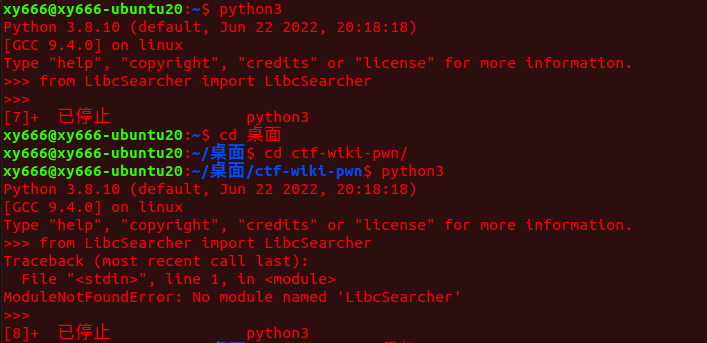 xy666@xy666-ubuntu20:~$ python3
Python 3.8.10 (default, Jun 22 2022, 20:18:18)
[GCC 9.4.0] on linux
Type "help", "copyright", "credits" or "license" for more information.
>>> from LibcSearcher import LibcSearcher
>>>
[7]+  已停止               python3
xy666@xy666-ubuntu20:~$ cd 桌面
xy666@xy666-ubuntu20:~/桌面$ cd ctf-wiki-pwn/
xy666@xy666-ubuntu20:~/桌面/ctf-wiki-pwn$ python3
Python 3.8.10 (default, Jun 22 2022, 20:18:18)
[GCC 9.4.0] on linux
Type "help", "copyright", "credits" or "license" for more information.
>>> from LibcSearcher import LibcSearcher
Traceback (most recent call last):
  File "<stdin>", line 1, in <module>
ModuleNotFoundError: No module named 'LibcSearcher'
>>>
[8]+  已停止               python3